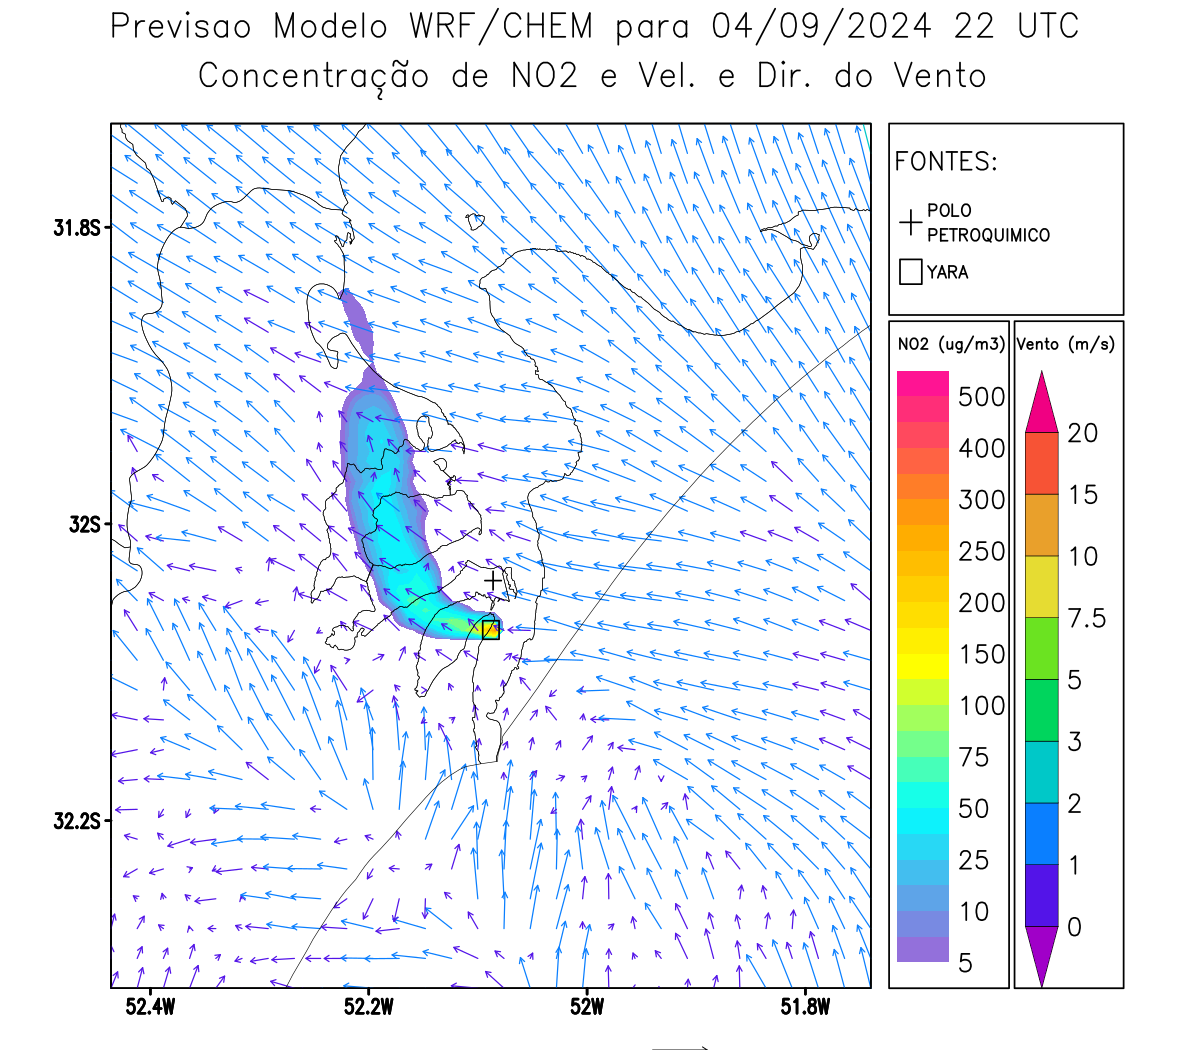 Previsao Modelo WRF/CHEM para 04/09/2024 22 UTC
Concentração de NO2 e Vel. e Dir. do Vento
FONTES:
POLO
PETROQUIMICO
YARA
NO2 (ug/m3)
500
400
300
250
200
150
100
75
50
25
10
5
Vento (m/s)
20
15
10
7.5
5
3
2
1
0
31.8S
32S
32.2S
52.4W
52.2W
52W
51.8W